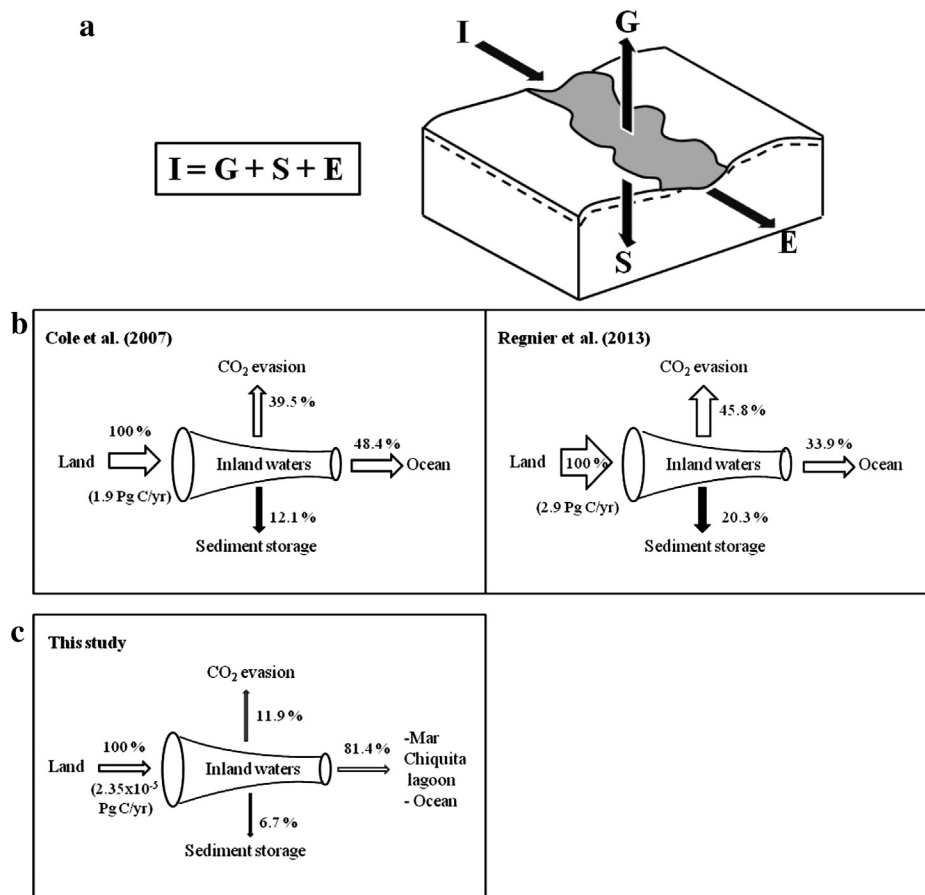 a
I
G
I = G + S + E
S
E
b
Cole et al. (2007)
CO₂ evasion
39.5 %
100 %
48.4%
Land
Inland waters
Ocean
(1.9 Pg C/yr)
12.1 %
Sediment storage
Regnier et al. (2013)
CO₂ evasion
45.8 %
33.9%
Land
100 %
Inland waters
Ocean
(2.9 Pg C/yr)
20.3 %
Sediment storage
c
This study
CO₂ evasion
11.9 %
100 %
81.4%
Land
Inland waters
-Mar
Chiquita
lagoon
- Ocean
(2.35x10⁻⁵
Pg C/yr)
6.7 %
Sediment storage